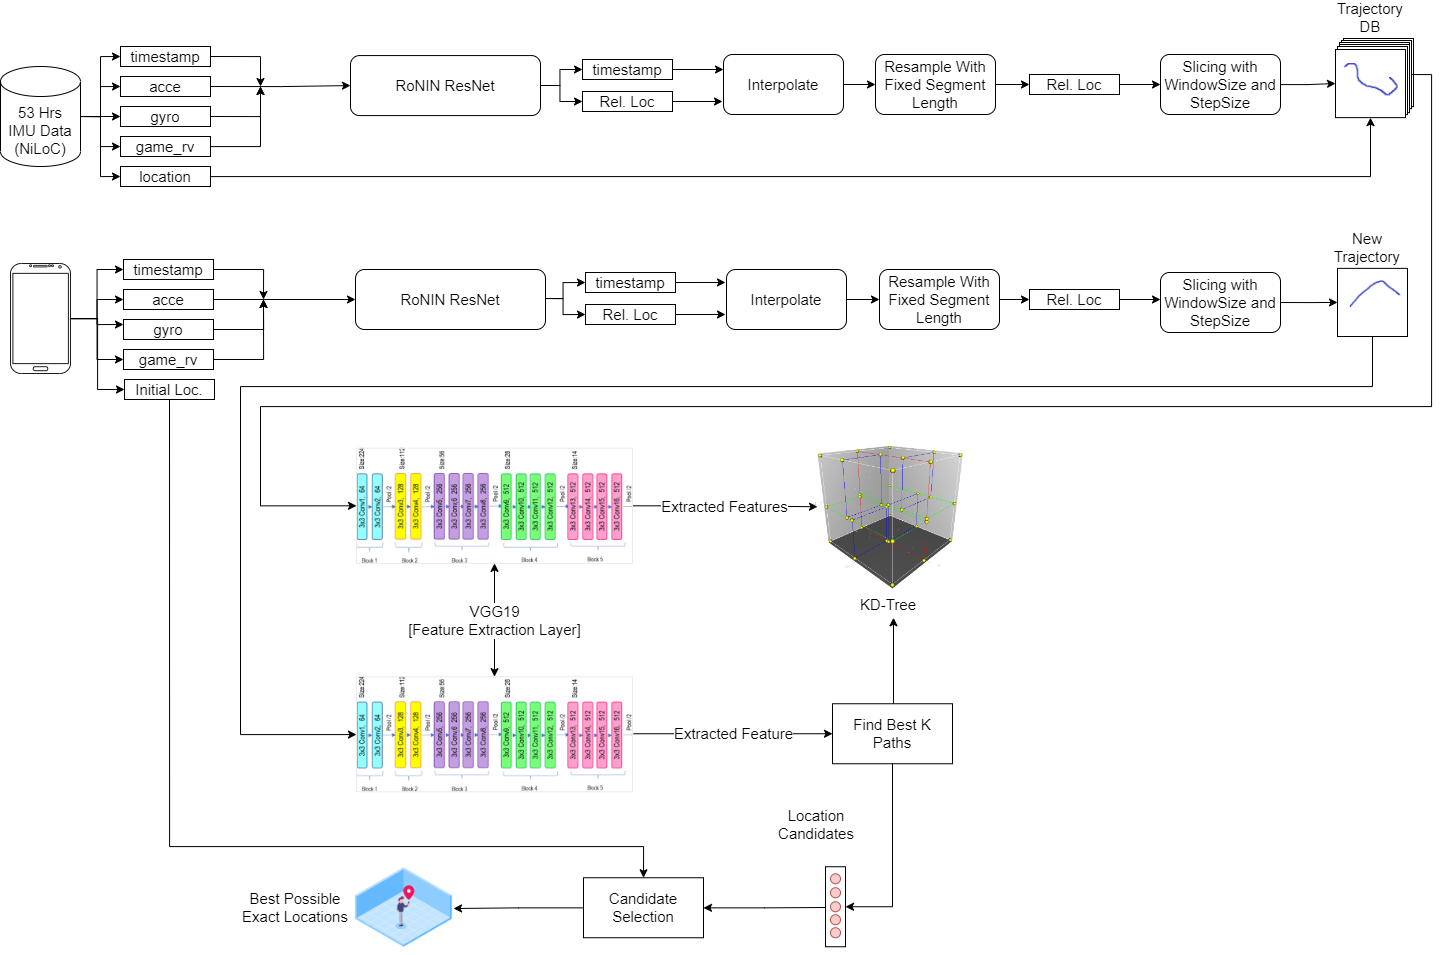 Trajectory
DB
timestamp
acce
gyro
game_rv
location
53 Hrs
IMU Data
(NiLoC)
RoNIN ResNet
timestamp
Rel. Loc
Interpolate
Resample With
Fixed Segment
Length
Rel. Loc
Slicing with
WindowSize and
StepSize
New
Trajectory
timestamp
acce
gyro
game_rv
Initial Loc.
RoNIN ResNet
timestamp
Rel. Loc
Interpolate
Resample With
Fixed Segment
Length
Rel. Loc
Slicing with
WindowSize and
StepSize
Size:224
3x3 Conv1, 64
3x3 Conv2, 64
Pool /2
Size:112
3x3 Conv3, 128
3x3 Conv4, 128
Pool /2
Size:56
3x3 Conv5, 256
3x3 Conv6, 256
3x3 Conv7, 256
3x3 Conv8, 256
Pool /2
Size:28
3x3 Conv9, 512
3x3 Conv10, 512
3x3 Conv11, 512
3x3 Conv12, 512
Pool /2
Size:14
3x3 Conv13, 512
3x3 Conv14, 512
3x3 Conv15, 512
3x3 Conv16, 512
Pool /2
Block 1
Block 2
Block 3
Block 4
Block 5
Extracted Features
KD-Tree
VGG19
[Feature Extraction Layer]
Size:224
3x3 Conv1, 64
3x3 Conv2, 64
Pool /2
Size:112
3x3 Conv3, 128
3x3 Conv4, 128
Pool /2
Size:56
3x3 Conv5, 256
3x3 Conv6, 256
3x3 Conv7, 256
3x3 Conv8, 256
Pool /2
Size:28
3x3 Conv9, 512
3x3 Conv10, 512
3x3 Conv11, 512
3x3 Conv12, 512
Pool /2
Size:14
3x3 Conv13, 512
3x3 Conv14, 512
3x3 Conv15, 512
3x3 Conv16, 512
Pool /2
Block 1
Block 2
Block 3
Block 4
Block 5
Extracted Feature
Find Best K
Paths
Location
Candidates
Candidate
Selection
Best Possible
Exact Locations